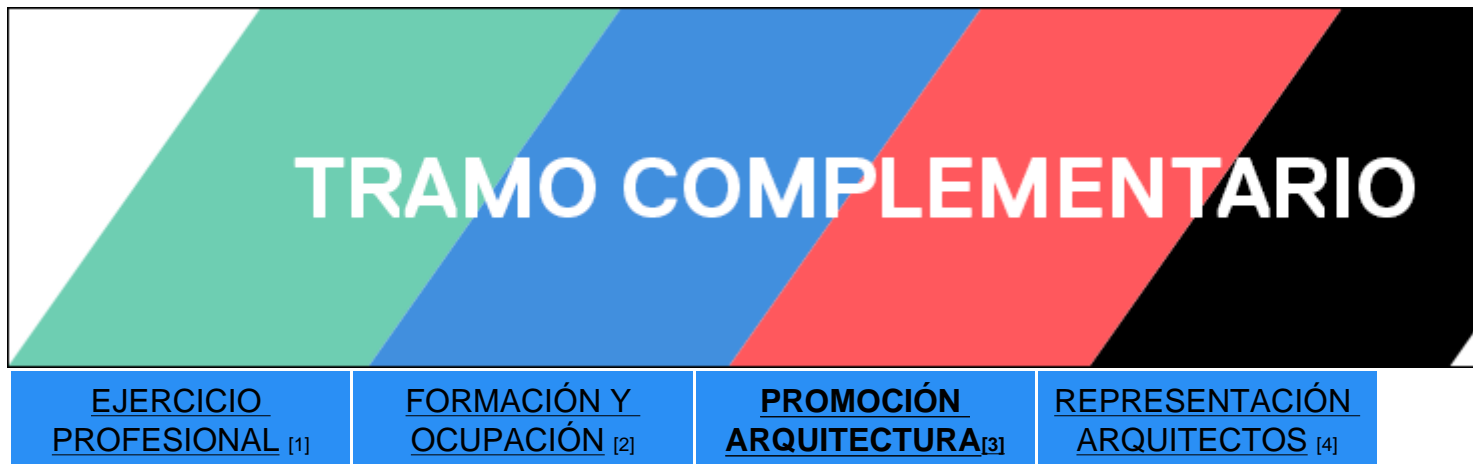 TRAMO COMPLEMENTARIO
EJERCICIO
PROFESIONAL [1]
FORMACIÓN Y
OCUPACIÓN [2]
PROMOCIÓN
ARQUITECTURA[3]
REPRESENTACIÓN
ARQUITECTOS [4]